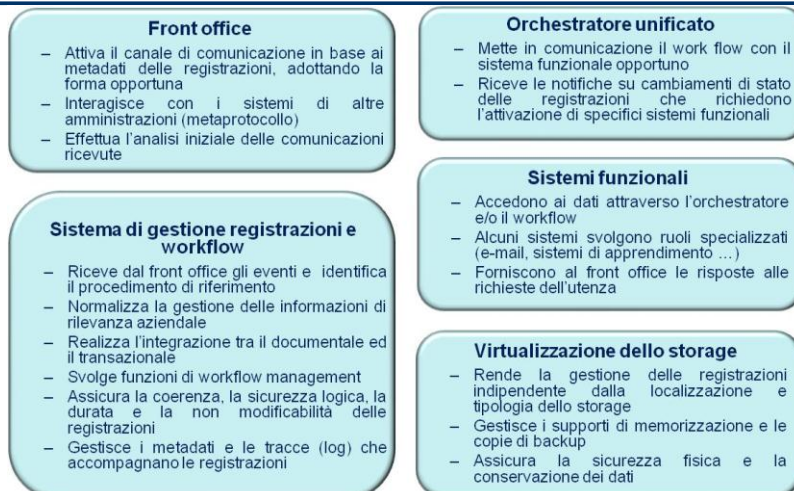 Front office
– Attiva il canale di comunicazione in base ai
metadati delle registrazioni, adottando la
forma opportuna
– Interagisce con i sistemi di altre
amministrazioni (metaprotocollo)
– Effettua l'analisi iniziale delle comunicazioni
ricevute
Sistema di gestione registrazioni e
workflow
– Riceve dal front office gli eventi e identifica
il procedimento di riferimento
– Normalizza la gestione delle informazioni di
rilevanza aziendale
– Realizza l'integrazione tra il documentale ed
il transazionale
– Svolge funzioni di workflow management
– Assicura la coerenza, la sicurezza logica, la
durata e la non modificabilità delle
registrazioni
– Gestisce i metadati e le tracce (log) che
accompagnano le registrazioni
Orchestratore unificato
– Mette in comunicazione il work flow con il
sistema funzionale opportuno
– Riceve le notifiche su cambiamenti di stato
delle registrazioni che richiedono
l'attivazione di specifici sistemi funzionali
Sistemi funzionali
– Accedono ai dati attraverso l'orchestratore
e/o il workflow
– Alcuni sistemi svolgono ruoli specializzati
(e-mail, sistemi di apprendimento ...)
– Forniscono al front office le risposte alle
richieste dell'utenza
Virtualizzazione dello storage
– Rende la gestione delle registrazioni
indipendente dalla localizzazione e
tipologia dello storage
– Gestisce i supporti di memorizzazione e le
copie di backup
– Assicura la sicurezza fisica e la
conservazione dei dati